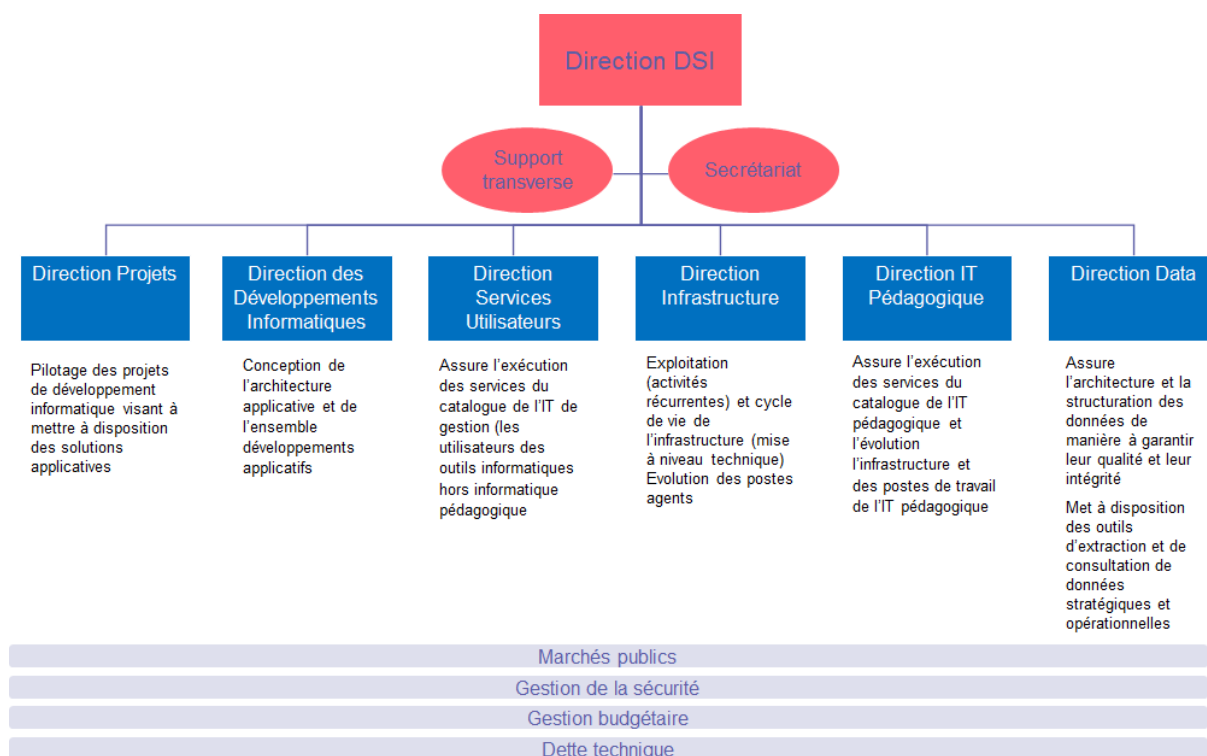 Direction DSI
Support
transverse
Secrétariat
Direction Projets
Pilotage des projets
de développement
informatique visant à
mettre à disposition
des solutions
applicatives
Direction des
Développements
Informatiques
Conception de
l’architecture
applicative et de
l’ensemble
développements
applicatifs
Direction
Services
Utilisateurs
Assure l’exécution
des services du
catalogue de l’IT de
gestion (les
utilisateurs des
outils informatiques
hors informatique
pédagogique
Direction
Infrastructure
Exploitation
(activités
récurrentes) et cycle
de vie de
l’infrastructure (mise
à niveau technique)
Evolution des postes
agents
Direction IT
Pédagogique
Assure l’exécution
des services du
catalogue de l’IT
pédagogique et
l’évolution
l’infrastructure et
des postes de travail
de l’IT pédagogique
Direction Data
Assure
l’architecture et la
structuration des
données de
manière à garantir
leur qualité et leur
intégrité
Met à disposition
des outils
d’extraction et de
consultation de
données
stratégiques et
opérationnelles
Marchés publics
Gestion de la sécurité
Gestion budgétaire
Dette technique